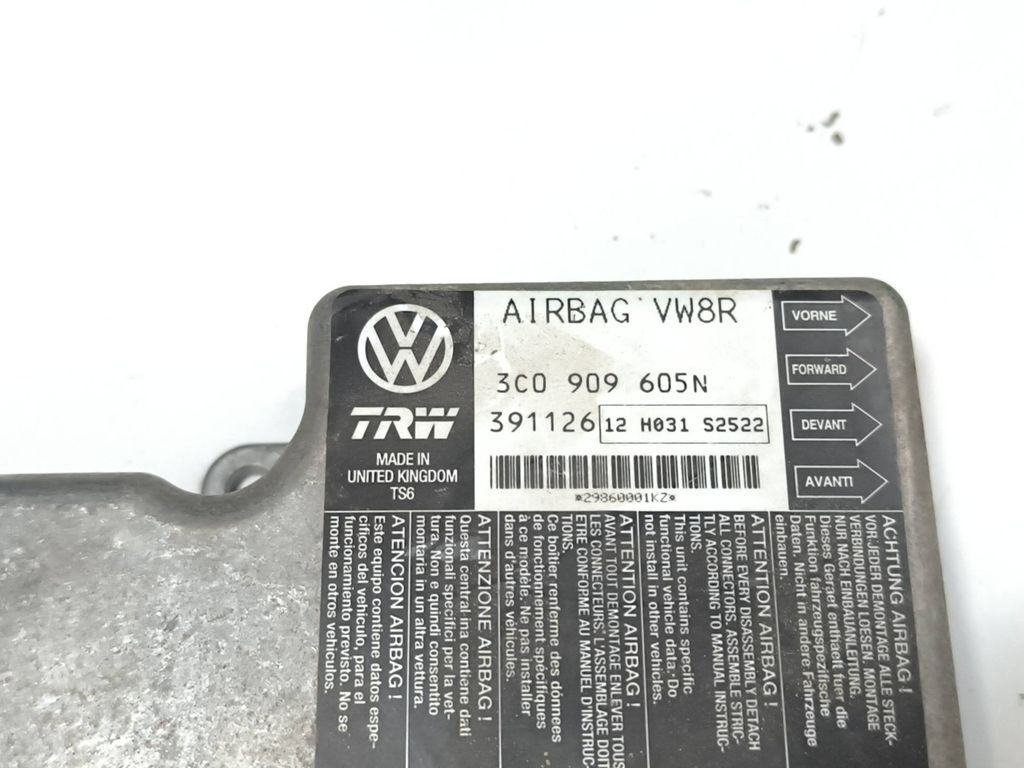 AIRBAG VW8R
3C0 909 605N
391126 12 H031 S2522
*29860001KZ*
VW
TRW
MADE IN
UNITED KINGDOM
TS6
VORNE
FORWARD
DEVANT
AVANTI
ACHTUNG AIRBAG !
VOR JEDER DEMONTAGE ALLE STECK-
VERBINDUNGEN LOESEN. MONTAGE
NUR NACH EINBAUANLEITUNG.
Dieses Geraet enthaelt fuer die
Funktion fahrzeugspezifische
Daten. Nicht in andere Fahrzeuge
einbauen.
ATTENTION AIRBAG !
BEFORE EVERY DISASSEMBLY DETACH
ALL CONNECTORS. ASSEMBLE STRIC-
TLY ACCORDING TO MANUAL INSTRUC-
TIONS.
This unit contains specific
functional vehicle data. Do
not install in other vehicles.
ATTENTION AIRBAG !
AVANT TOUT DEMONTAGE ENLEVER TOUS
LES CONNECTEURS. L'ASSEMBLAGE DOIT
ETRE CONFORME AU MANUEL D'INSTRUC-
TIONS.
Ce boîtier renferme des données
de fonctionnement spécifiques
à ce modèle. Ne pas installer
dans d'autres véhicules.
ATTENZIONE AIRBAG !
Questa centralina contiene dati
funzionali specifici per la vet-
tura. Non e quindi consentito
montarla in un altra vettura.
ATENCION AIRBAG !
Este equipo contiene datos espe-
cíficos del vehículo, para el
funcionamiento previsto. No se
monte en otros vehículos.